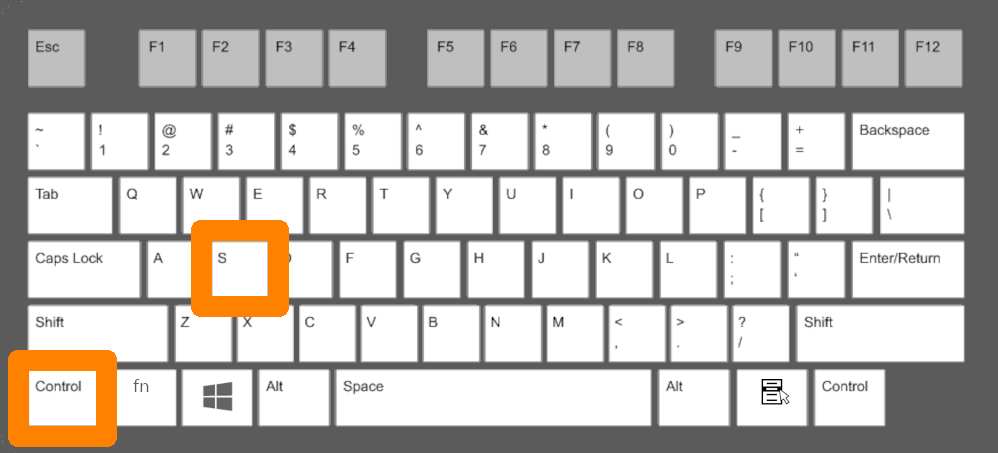 Esc F1 F2 F3 F4 F5 F6 F7 F8 F9 F10 F11 F12
~ ! @ # $ % ^ & * ( ) _ + Backspace
` 1 2 3 4 5 6 7 8 9 0 - =
Tab Q W E R T Y U I O P { } |
[ ] \
Caps Lock A S F G H J K L : " Enter/Return
; ‘
Shift Z X C V B N M < > ? Shift
, . /
Control fn Alt Space Alt Control